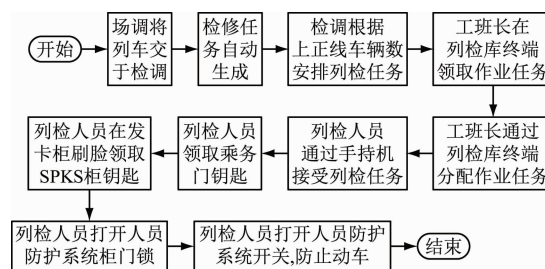 开始
场调将
列车交
于检调
检修任
务自动
生成
检调根据
上正线车辆数
安排列检任务
工班长在
列检库终端
领取作业任务
工班长通过
列检库终端
分配作业任务
列检人员
通过手持机
接受列检任务
列检人员
领取乘务
门钥匙
列检人员在发
卡柜刷脸领取
SPKS柜钥匙
列检人员打开人员
防护系统柜门锁
列检人员打开人员防护
系统开关,防止动车
结束